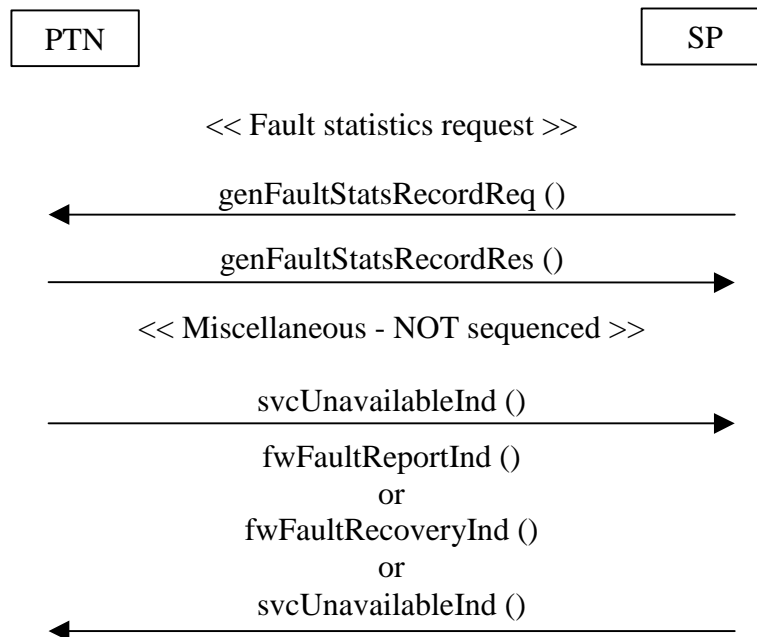 PTN
SP
<< Fault statistics request >>
genFaultStatsRecordReq ()
genFaultStatsRecordRes ()
<< Miscellaneous - NOT sequenced >>
svcUnavailableInd ()
fwFaultReportInd ()
or
fwFaultRecoveryInd ()
or
svcUnavailableInd ()